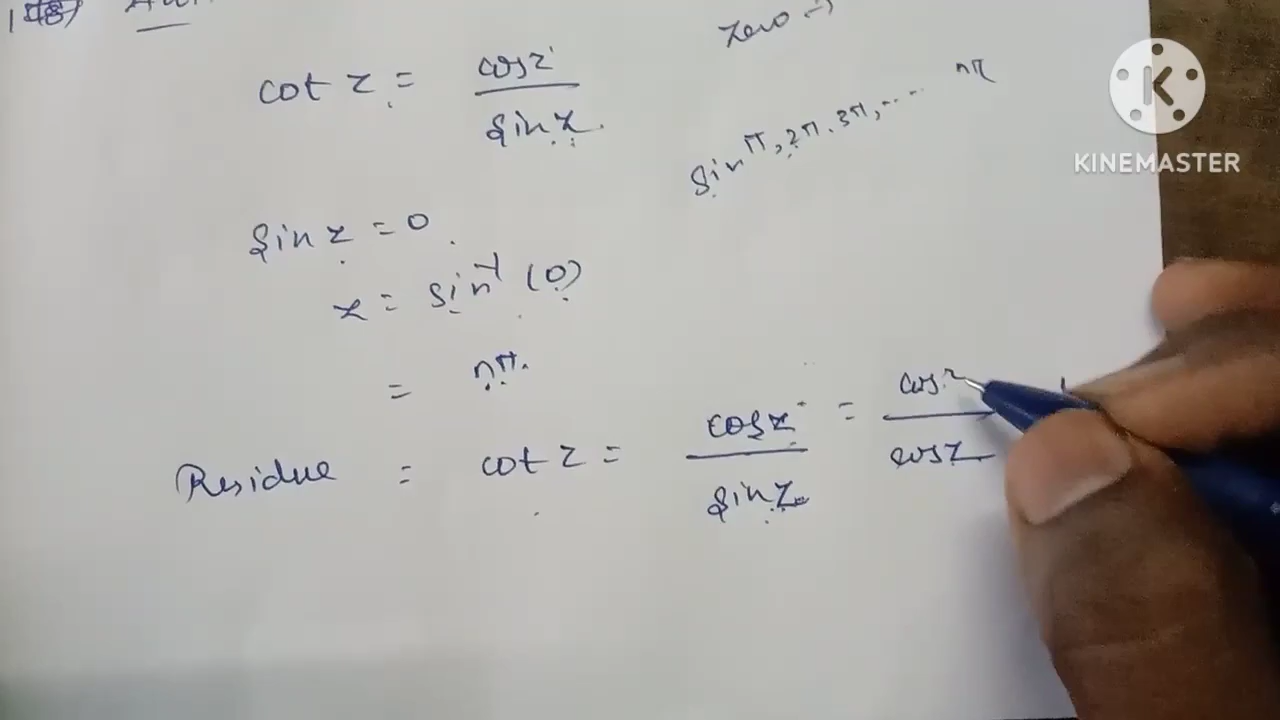 cot z = cos z / sin z
zero →
sin π, 2π, 3π, .... nπ
sin z = 0
z = sin⁻¹ (0)
= nπ.
Residue = cot z = cos z / sin z = cos z / cos z
K
KINEMASTER